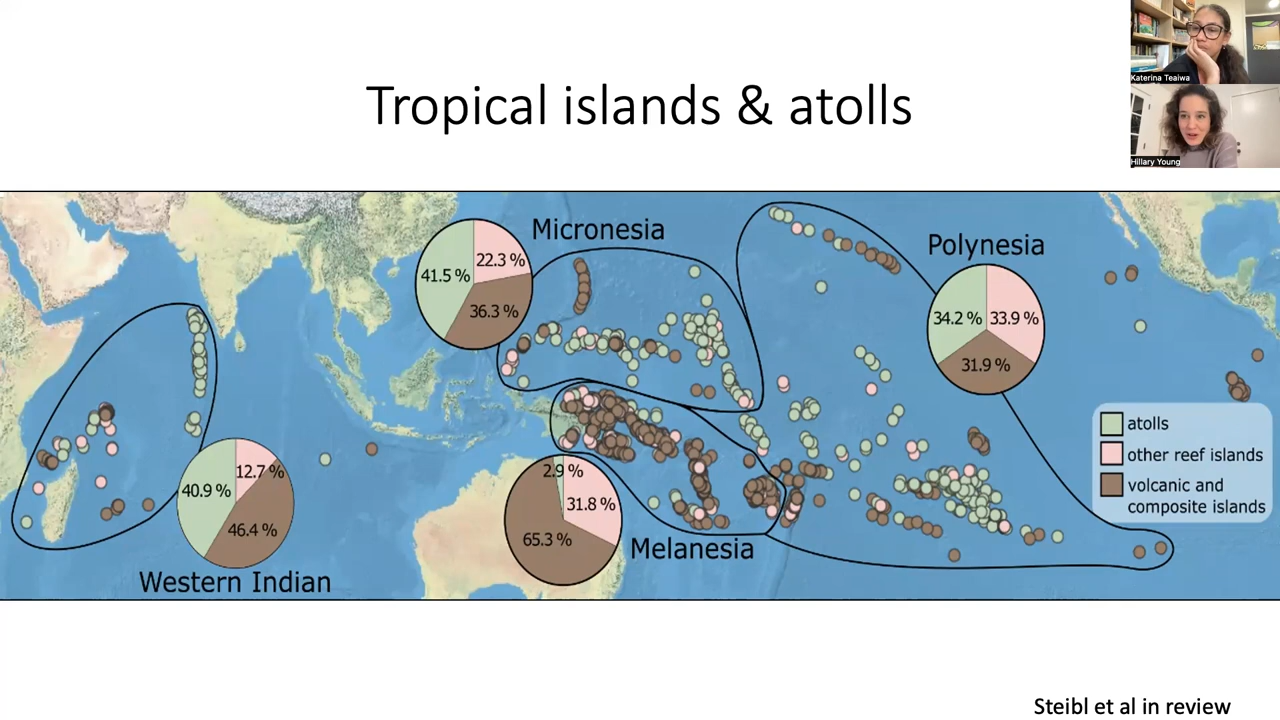 Katerina Teaiwa
Hillary Young
Tropical islands & atolls
Micronesia
22.3 %
41.5 %
36.3 %
Polynesia
34.2 %
33.9 %
31.9 %
atolls
other reef islands
volcanic and
composite islands
12.7 %
40.9 %
46.4 %
Western Indian
2.9 %
31.8 %
65.3 %
Melanesia
Steibl et al in review